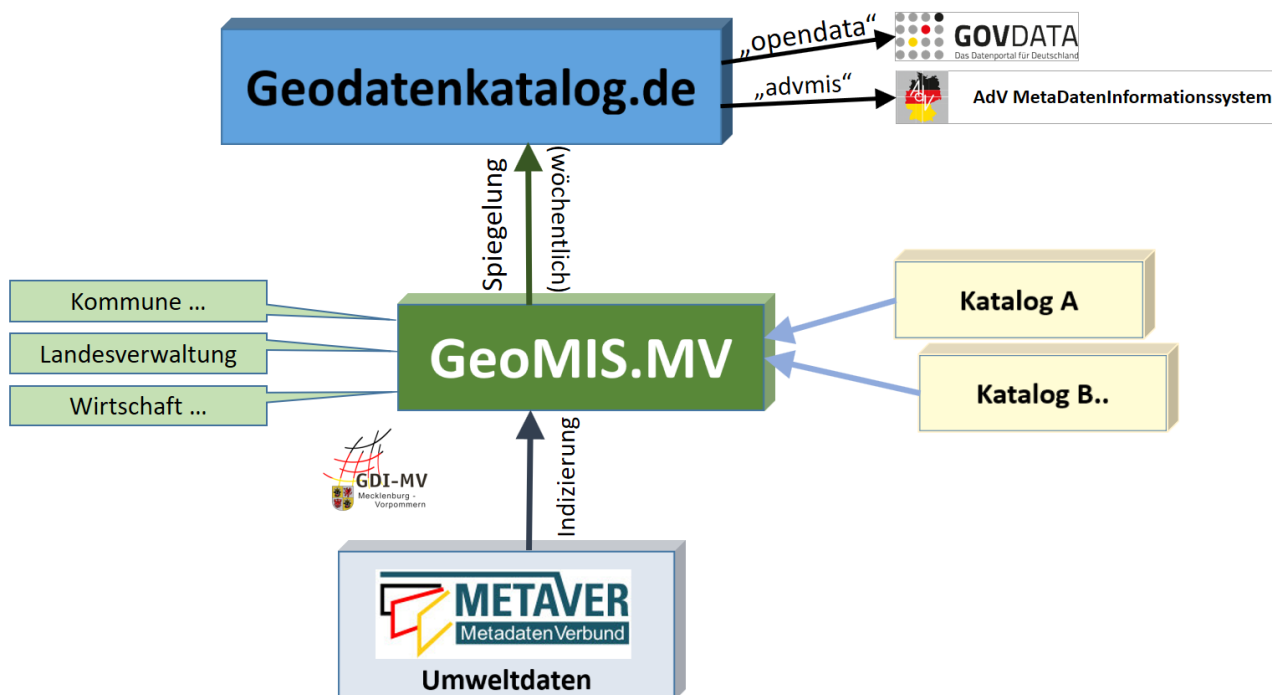 Geodatenkatalog.de
„opendata“
GOVDATA
Das Datenportal für Deutschland
„advmis“
AdV
AdV MetaDatenInformationssystem
Spiegelung
(wöchentlich)
Kommune ...
Landesverwaltung
Wirtschaft ...
GeoMIS.MV
Katalog A
Katalog B..
GDI-MV
Mecklenburg -
Vorpommern
Indizierung
METAVER
MetadatenVerbund
Umweltdaten